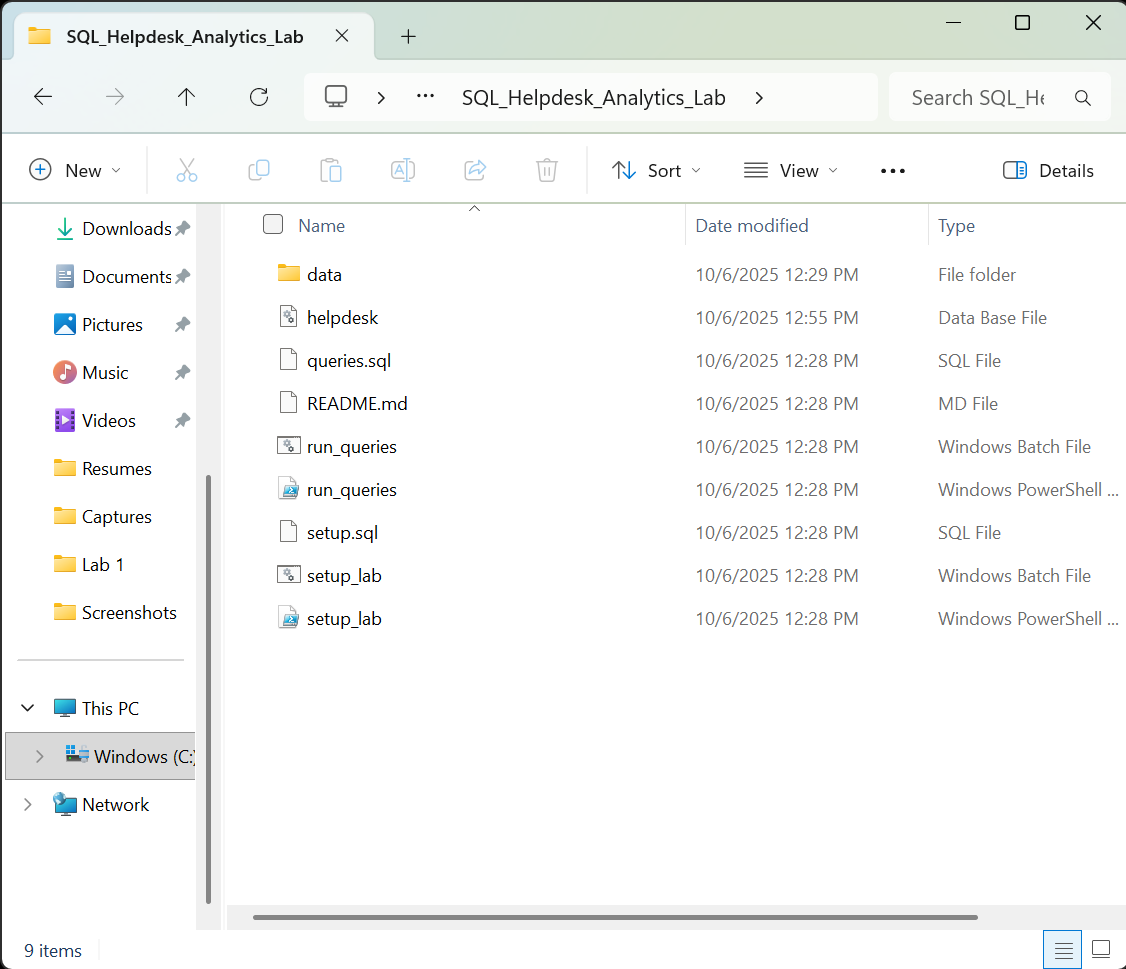 SQL_Helpdesk_Analytics_Lab
SQL_Helpdesk_Analytics_Lab
Search SQL_He
New
Sort
View
Details
Downloads
Documents
Pictures
Music
Videos
Resumes
Captures
Lab 1
Screenshots
This PC
Windows (C:)
Network
Name Date modified Type
data 10/6/2025 12:29 PM File folder
helpdesk 10/6/2025 12:55 PM Data Base File
queries.sql 10/6/2025 12:28 PM SQL File
README.md 10/6/2025 12:28 PM MD File
run_queries 10/6/2025 12:28 PM Windows Batch File
run_queries 10/6/2025 12:28 PM Windows PowerShell ...
setup.sql 10/6/2025 12:28 PM SQL File
setup_lab 10/6/2025 12:28 PM Windows Batch File
setup_lab 10/6/2025 12:28 PM Windows PowerShell ...
9 items